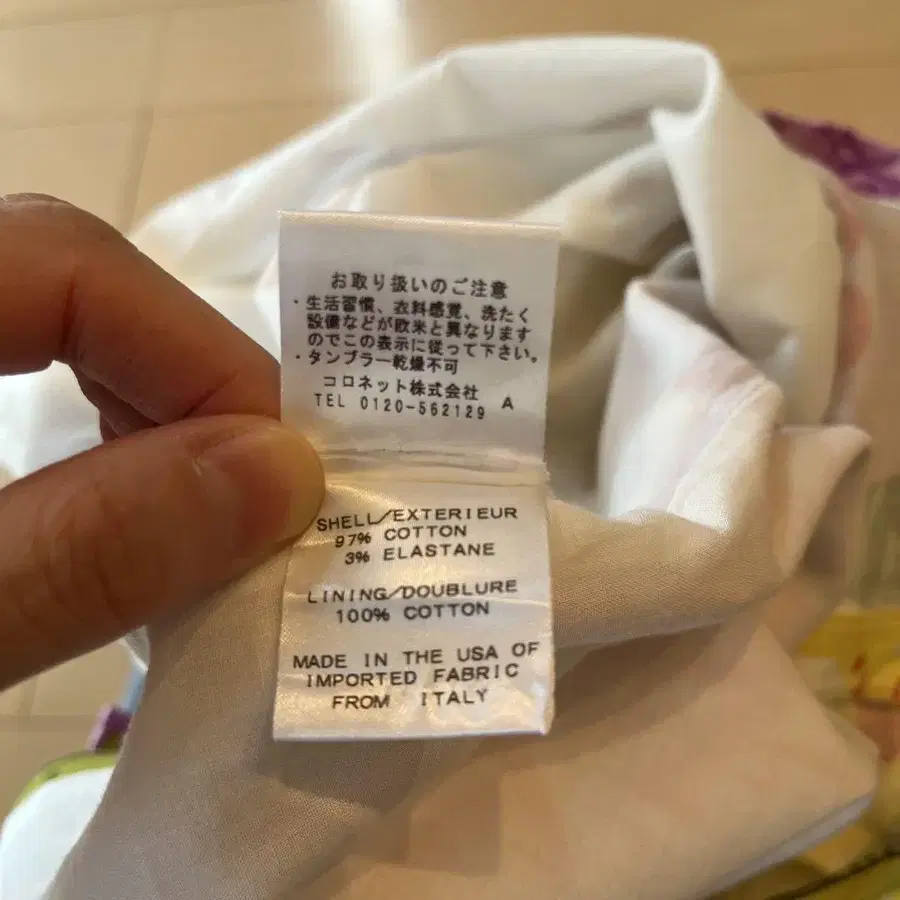 お取り扱いのご注意
・生活習慣、衣料感覚、洗たく
設備などが欧米と異なります
のでこの表示に従って下さい。
・タンブラー乾燥不可
コロネット株式会社 A
TEL 0120-562129
SHELL/EXTERIEUR
97% COTTON
3% ELASTANE
LINING/DOUBLURE
100% COTTON
MADE IN THE USA OF
IMPORTED FABRIC
FROM ITALY